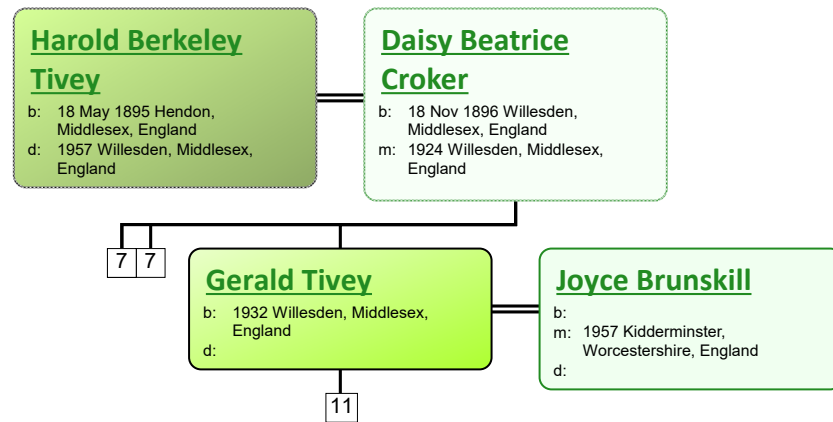 Harold Berkeley
Tivey
b: 18 May 1895 Hendon,
Middlesex, England
d: 1957 Willesden, Middlesex,
England
Daisy Beatrice
Croker
b: 18 Nov 1896 Willesden,
Middlesex, England
m: 1924 Willesden, Middlesex,
England
7 7
Gerald Tivey
b: 1932 Willesden, Middlesex,
England
d:
Joyce Brunskill
b:
m: 1957 Kidderminster,
Worcestershire, England
d:
11